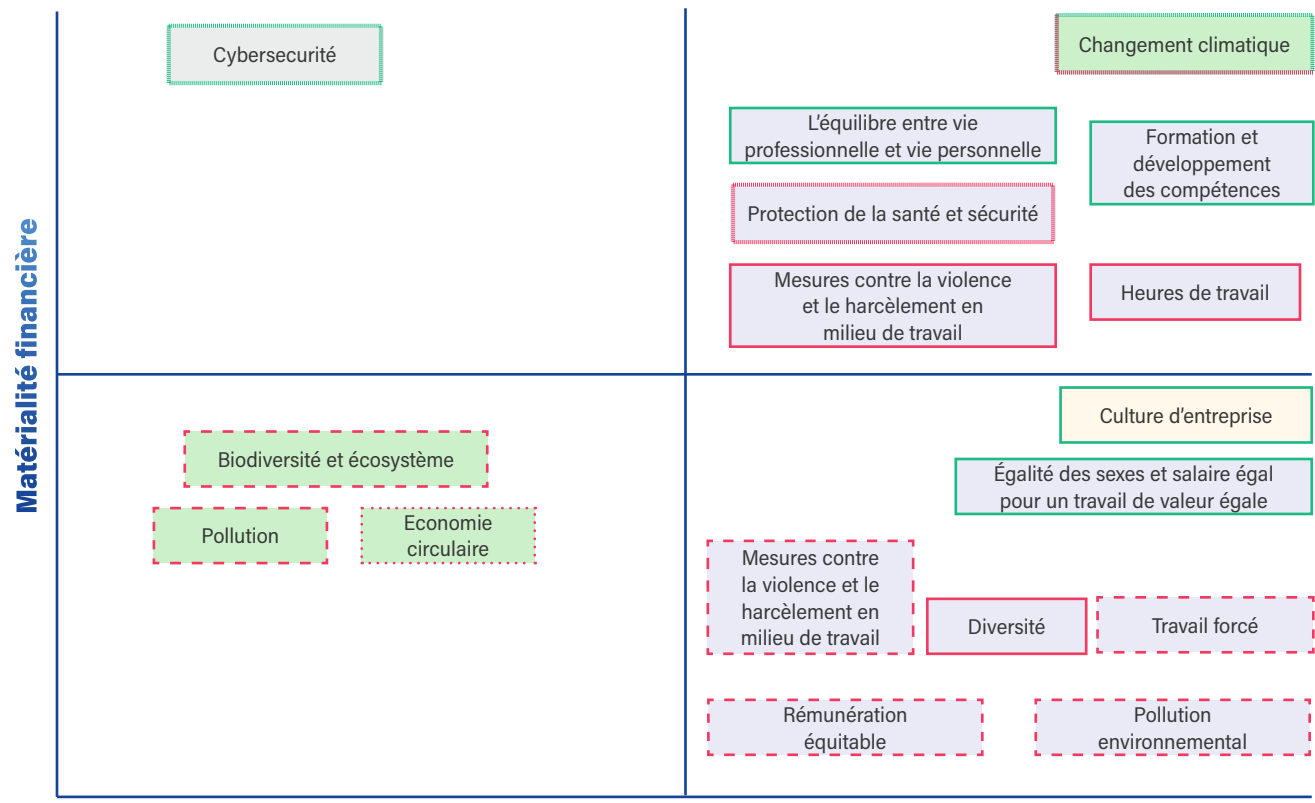 Cybersecurité
Changement climatique
L'équilibre entre vie
professionnelle et vie personnelle
Formation et
développement
des compétences
Protection de la santé et sécurité
Mesures contre la violence
et le harcèlement en
milieu de travail
Heures de travail
Matérialité financière
Culture d'entreprise
Biodiversité et écosystème
Égalité des sexes et salaire égal
pour un travail de valeur égale
Pollution
Economie
circulaire
Mesures contre
la violence et le
harcèlement en
milieu de travail
Diversité
Travail forcé
Rémunération
équitable
Pollution
environnemental